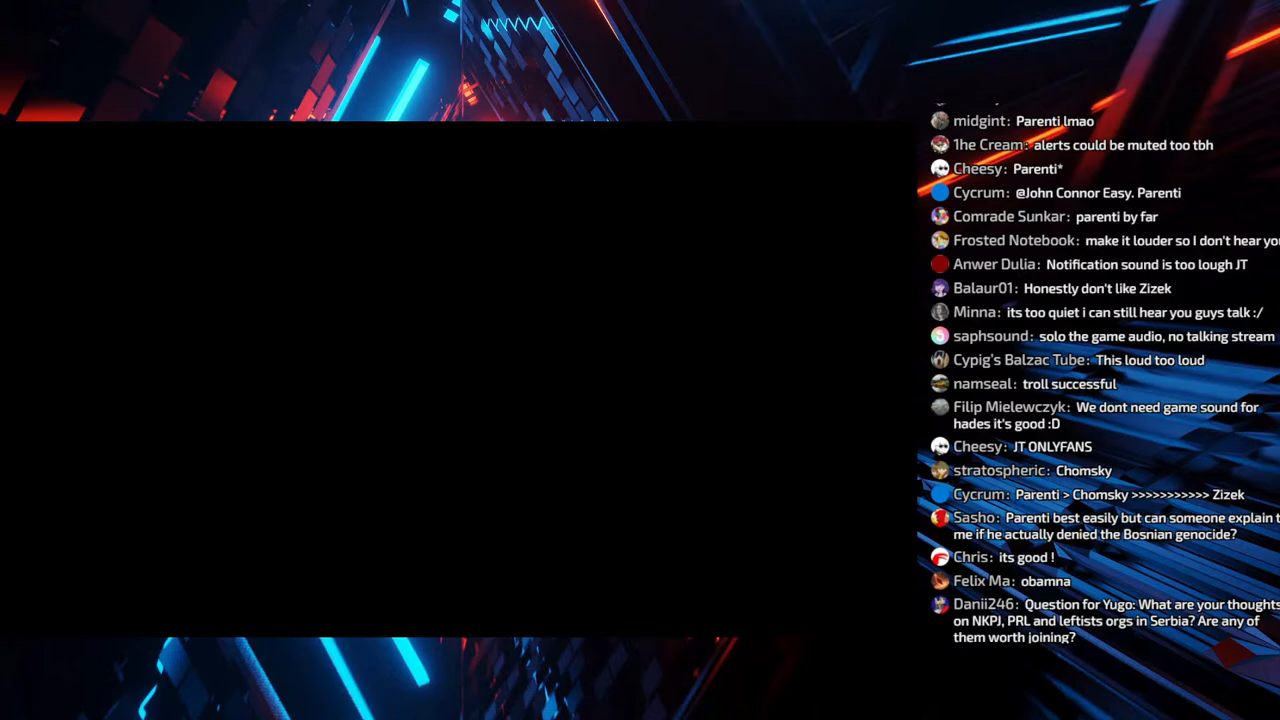 midgint: Parenti lmao
1he Cream: alerts could be muted too tbh
Cheesy: Parenti*
Cycrum: @John Connor Easy. Parenti
Comrade Sunkar: parenti by far
Frosted Notebook: make it louder so I don't hear
Anwer Dulia: Notification sound is too lough JT
Balaur01: Honestly don't like Zizek
Minna: its too quiet i can still hear you guys talk :/
saphsound: solo the game audio, no talking stream
Cypig's Balzac Tube: This loud too loud
namseal: troll successful
Filip Mielewczyk: We dont need game sound for
hades it's good :D
Cheesy: JT ONLYFANS
stratospheric: Chomsky
Cycrum: Parenti > Chomsky >>>>>>>>>>> Zizek
Sasho: Parenti best easily but can someone explain
me if he actually denied the Bosnian genocide?
Chris: its good !
Felix Ma: obamna
Danii246: Question for Yugo: What are your thoughts
on NKPJ, PRL and leftists orgs in Serbia? Are any of
them worth joining?